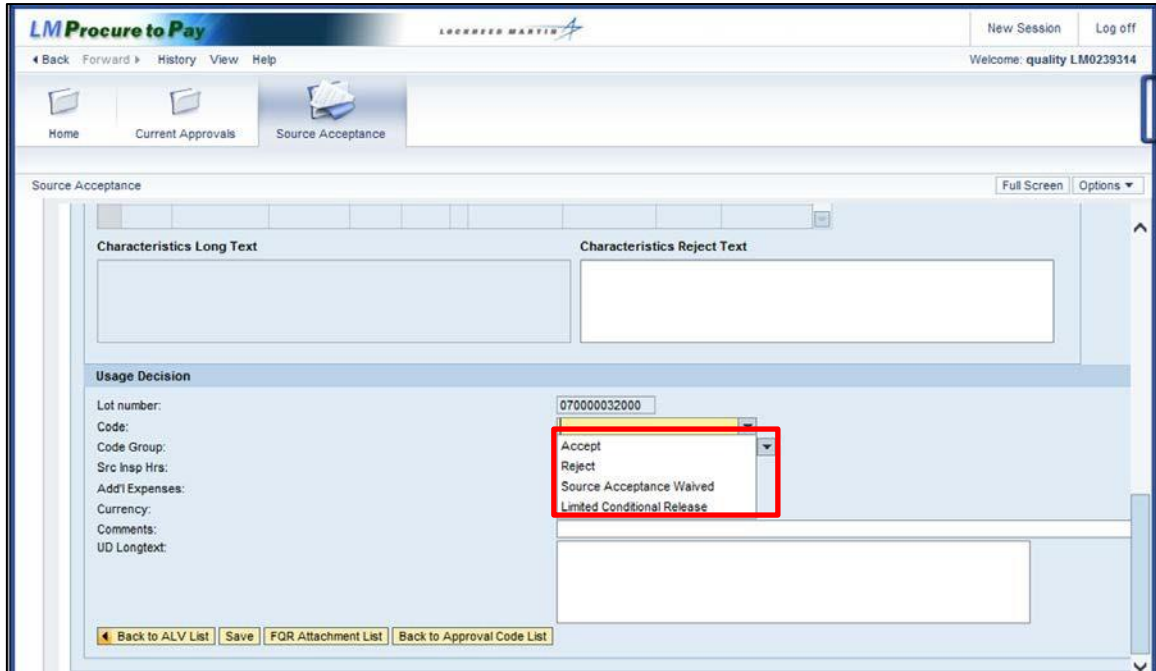 LM Procure to Pay LOCKHEED MARTIN New Session Log off
Back Forward History View Help Welcome: quality LM0239314
Home Current Approvals Source Acceptance
Source Acceptance Full Screen Options
Characteristics Long Text Characteristics Reject Text
Usage Decision
Lot number: 070000032000
Code:
Code Group: Accept
Src Insp Hrs: Reject
Add'l Expenses: Source Acceptance Waived
Currency: Limited Conditional Release
Comments:
UD Longtext:
Back to ALV List Save FQR Attachment List Back to Approval Code List